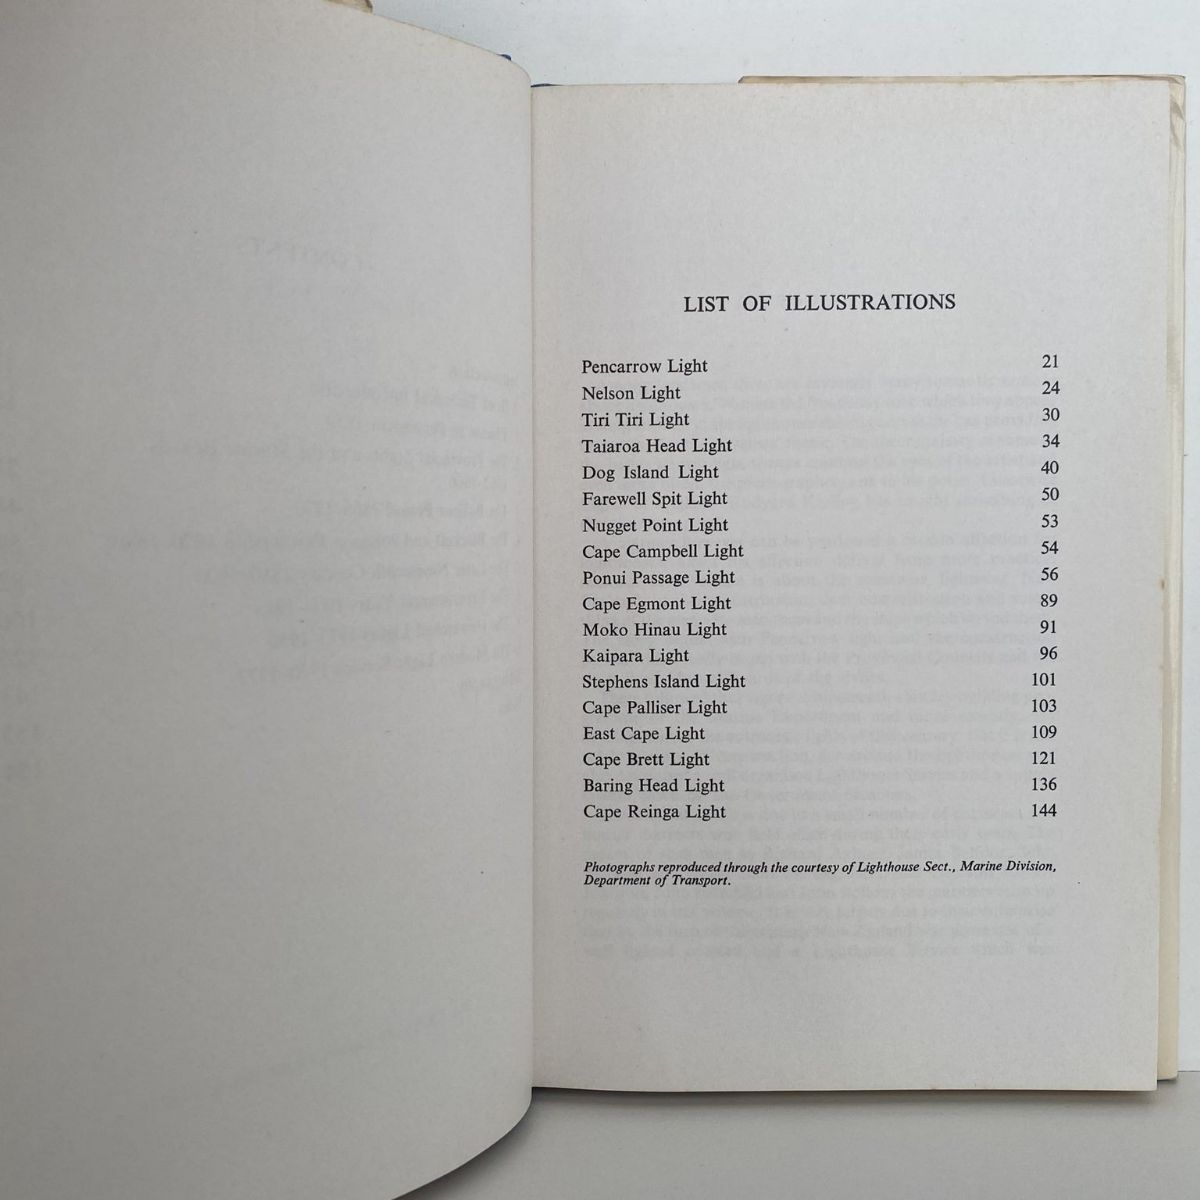 LIST OF ILLUSTRATIONS
Pencarrow Light 21
Nelson Light 24
Tiri Tiri Light 30
Taiaroa Head Light 34
Dog Island Light 40
Farewell Spit Light 50
Nugget Point Light 53
Cape Campbell Light 54
Ponui Passage Light 56
Cape Egmont Light 89
Moko Hinau Light 91
Kaipara Light 96
Stephens Island Light 101
Cape Palliser Light 103
East Cape Light 109
Cape Brett Light 121
Baring Head Light 136
Cape Reinga Light 144
Photographs reproduced through the courtesy of Lighthouse Sect., Marine Division,
Department of Transport.